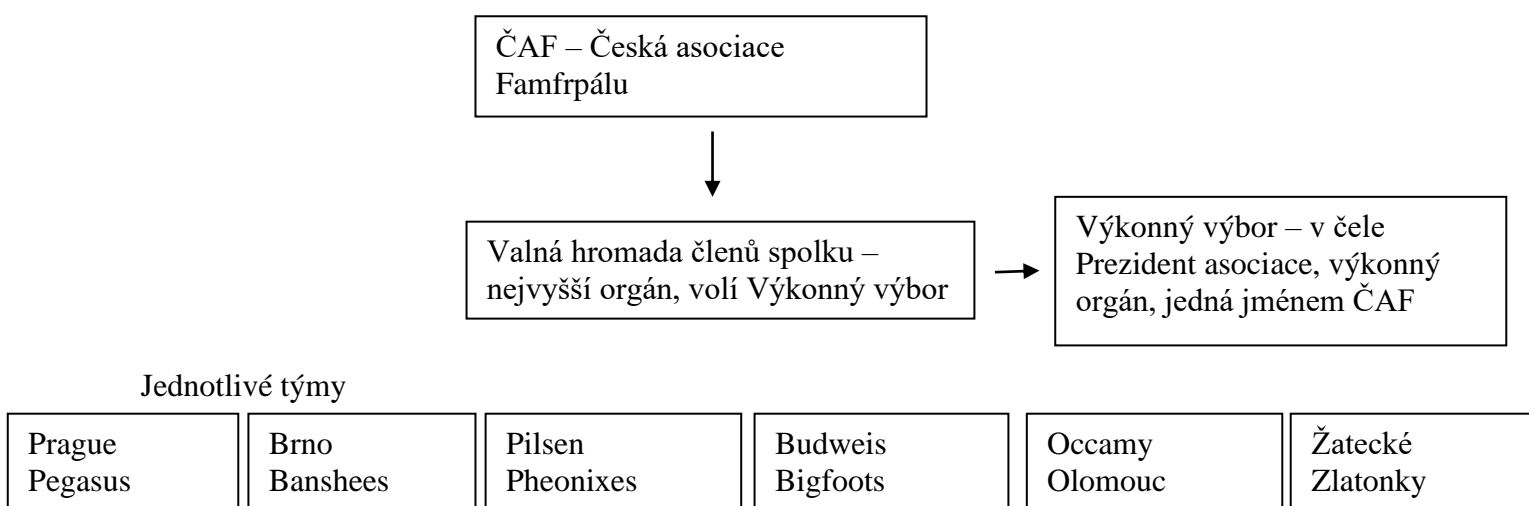 ČAF – Česká asociace
Famfrpálu
Valná hromada členů spolku –
nejvyšší orgán, volí Výkonný výbor
Výkonný výbor – v čele
Prezident asociace, výkonný
orgán, jedná jménem ČAF
Jednotlivé týmy
Prague
Pegasus
Brno
Banshees
Pilsen
Pheonixes
Budweis
Bigfoots
Occamy
Olomouc
Žatecké
Zlatonky